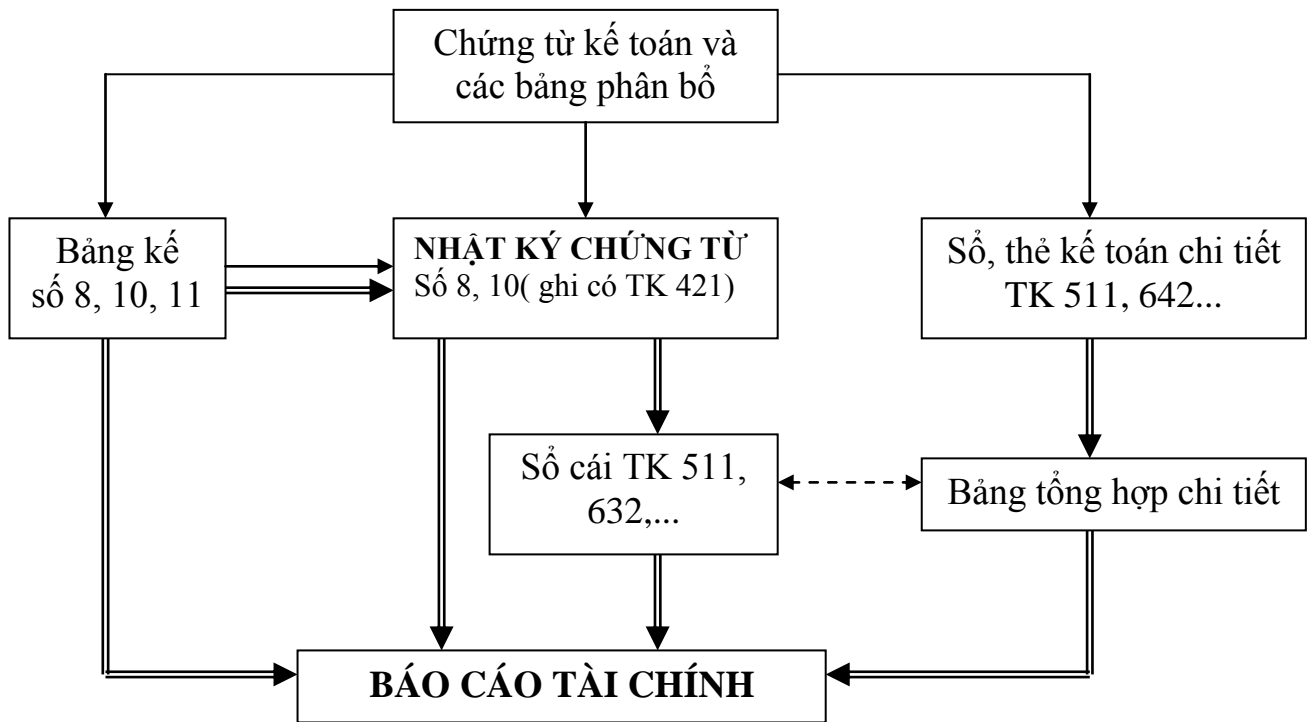 Chứng từ kế toán và
các bảng phân bổ
Bảng kế
số 8, 10, 11
NHẬT KÝ CHỨNG TỪ
Số 8, 10( ghi có TK 421)
Sổ, thẻ kế toán chi tiết
TK 511, 642...
Sổ cái TK 511,
632,...
Bảng tổng hợp chi tiết
BÁO CÁO TÀI CHÍNH